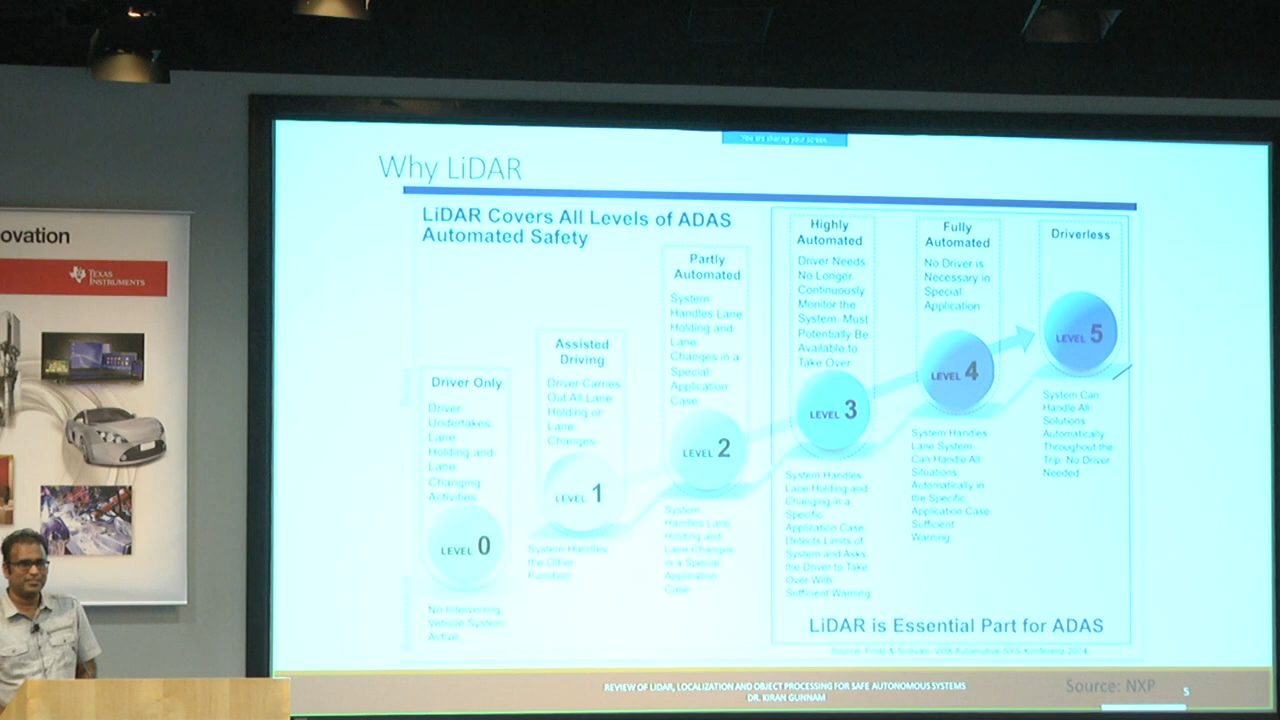 ovation
TEXAS
INSTRUMENTS
You are sharing your screen
Why LiDAR
LiDAR Covers All Levels of ADAS
Automated Safety
Driver Only
Driver
Undertakes
Lane
Holding and
Lane
Changing
Activities
LEVEL 0
No Intervening
Vehicle System
Active
Assisted
Driving
Driver Carries
Out All Lane
Holding or
Lane
Changes
LEVEL 1
System Handles
the Other
Function
Partly
Automated
System
Handles Lane
Holding and
Lane
Changes in a
Special
Application
Case
LEVEL 2
System
Handles Lane
Holding and
Lane Changes
in a Special
Application
Case
Highly
Automated
Driver Needs
No Longer
Continuously
Monitor the
System. Must
Potentially Be
Available to
Take Over
LEVEL 3
System Handles
Lane Holding and
Changing in a
Specific
Application Case.
Detects Limits of
System and Asks
the Driver to Take
Over With
Sufficient Warning
Fully
Automated
No Driver is
Necessary in
Special
Application
LEVEL 4
System Handles
Lane System
Can Handle All
Situations
Automatically in
the Specific
Application Case
Sufficient
Warning
Driverless
LEVEL 5
System Can
Handle All
Solutions
Automatically
Throughout the
Trip. No Driver
Needed
LiDAR is Essential Part for ADAS
Source: Frost & Sullivan, VDA Automotive SYS Konferenz 2014
REVIEW OF LIDAR, LOCALIZATION AND OBJECT PROCESSING FOR SAFE AUTONOMOUS SYSTEMS
DR. KIRAN GUNNAM
Source: NXP
5